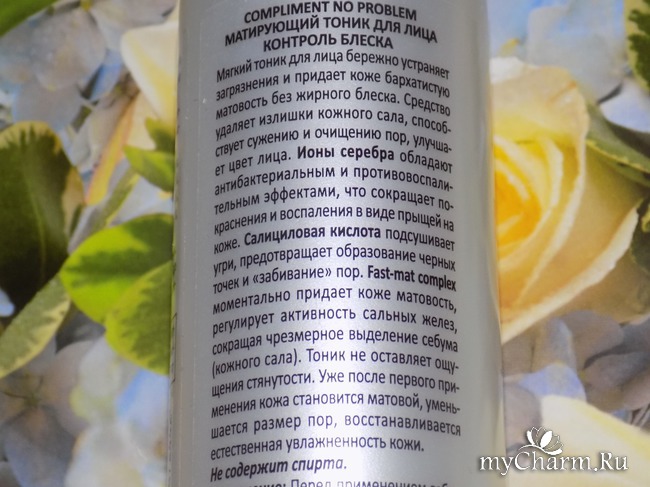 COMPLIMENT NO PROBLEM
МАТИРУЮЩИЙ ТОНИК ДЛЯ ЛИЦА
КОНТРОЛЬ БЛЕСКА
Мягкий тоник для лица бережно устраняет
загрязнения и придает коже бархатистую
матовость без жирного блеска. Средство
удаляет излишки кожного сала, способ-
ствует сужению и очищению пор, улучша-
ет цвет лица. Ионы серебра обладают
антибактериальным и противовоспали-
тельным эффектами, что сокращает по-
краснения и воспаления в виде прыщей на
коже. Салициловая кислота подсушивает
угри, предотвращает образование черных
точек и «забивание» пор. Fast-mat complex
моментально придает коже матовость,
регулирует активность сальных желез,
сокращая чрезмерное выделение себума
(кожного сала). Тоник не оставляет ощу-
щения стянутости. Уже после первого при-
менения кожа становится матовой, умень-
шается размер пор, восстанавливается
естественная увлажненность кожи.
Не содержит спирта.
Перед применением
myCharm.Ru